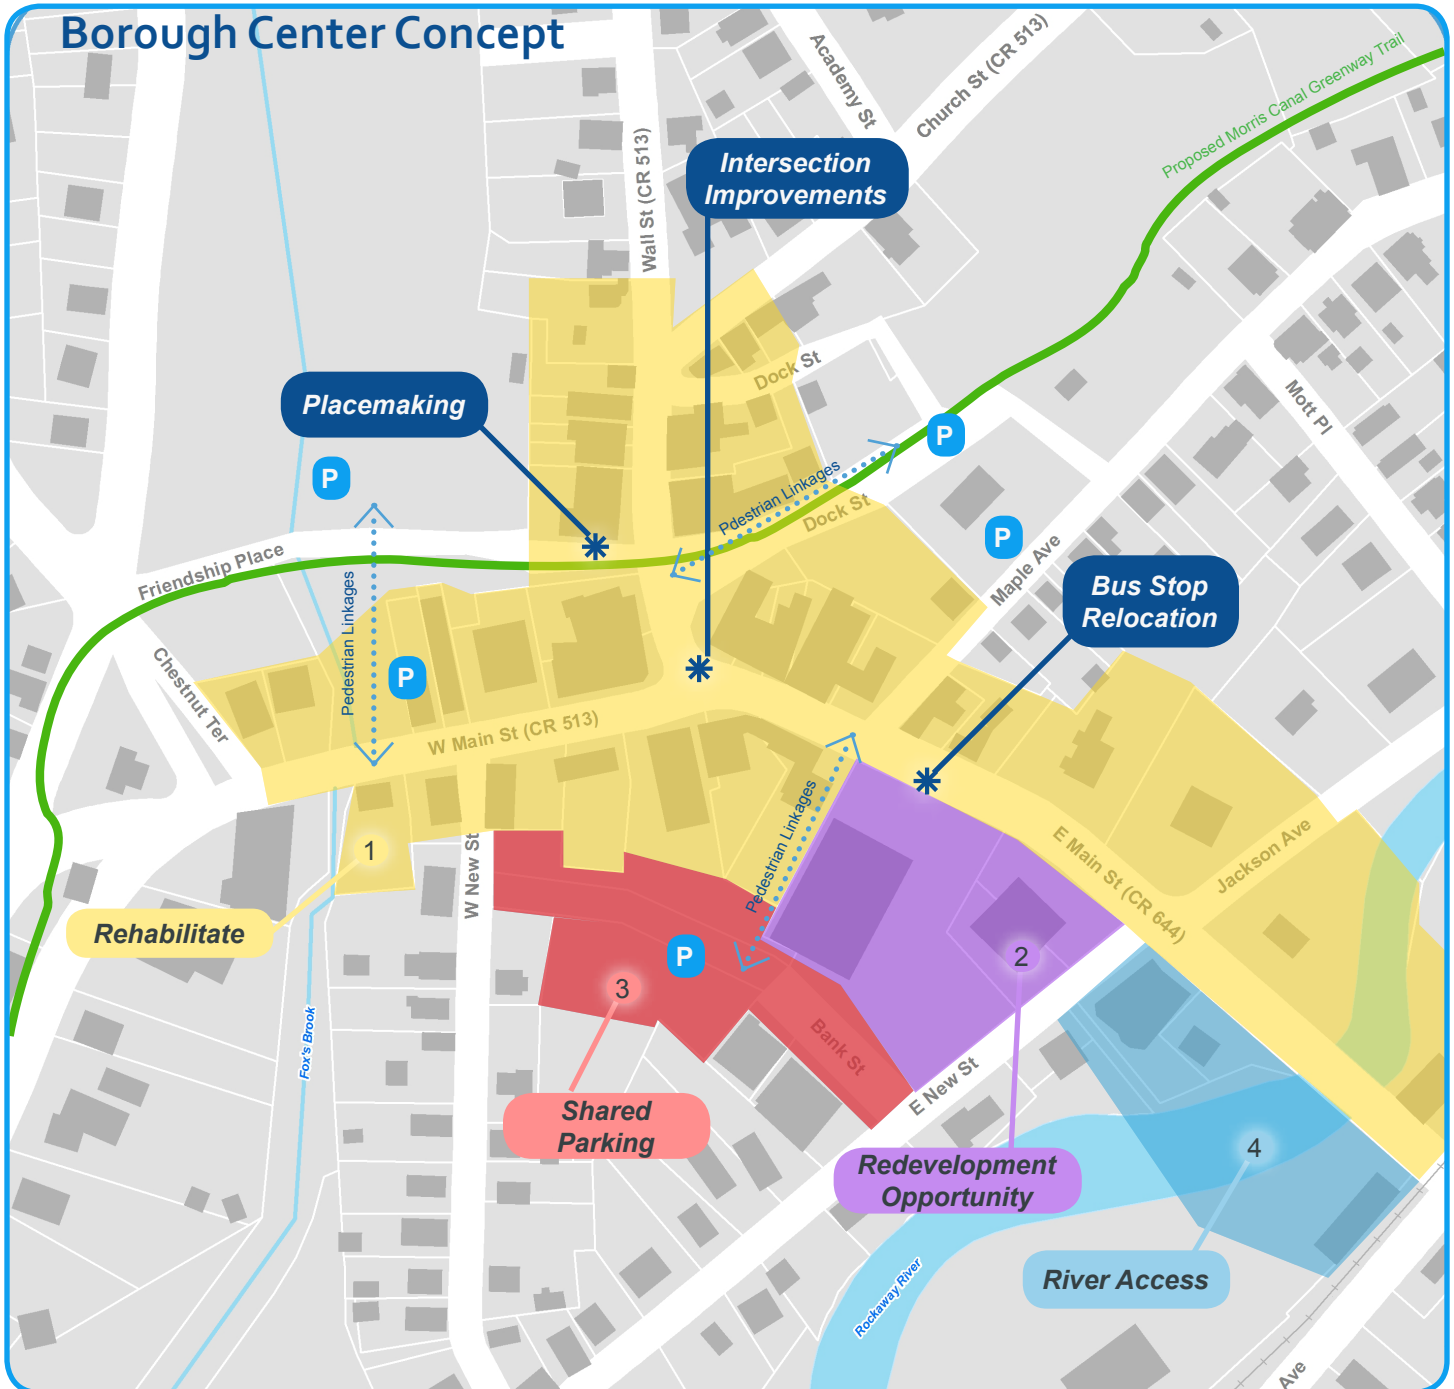 Borough Center Concept
Academy St
Church St (CR 513)
Proposed Morris Canal Greenway Trail
Wall St (CR 513)
Intersection
Improvements
Dock St
Mott Pl
Placemaking
P
P
Pdestrian Linkages
Dock St
P
Maple Ave
Friendship Place
Bus Stop
Relocation
Pedestrian Linkages
P
Chestnut Ter
W Main St (CR 513)
Pedestrian Linkages
E Main St (CR 644)
Jackson Ave
1
W New St
Rehabilitate
P
2
3
Fox's Brook
Bank St
E New St
Shared
Parking
4
Redevelopment
Opportunity
River Access
Rockaway River
Ave